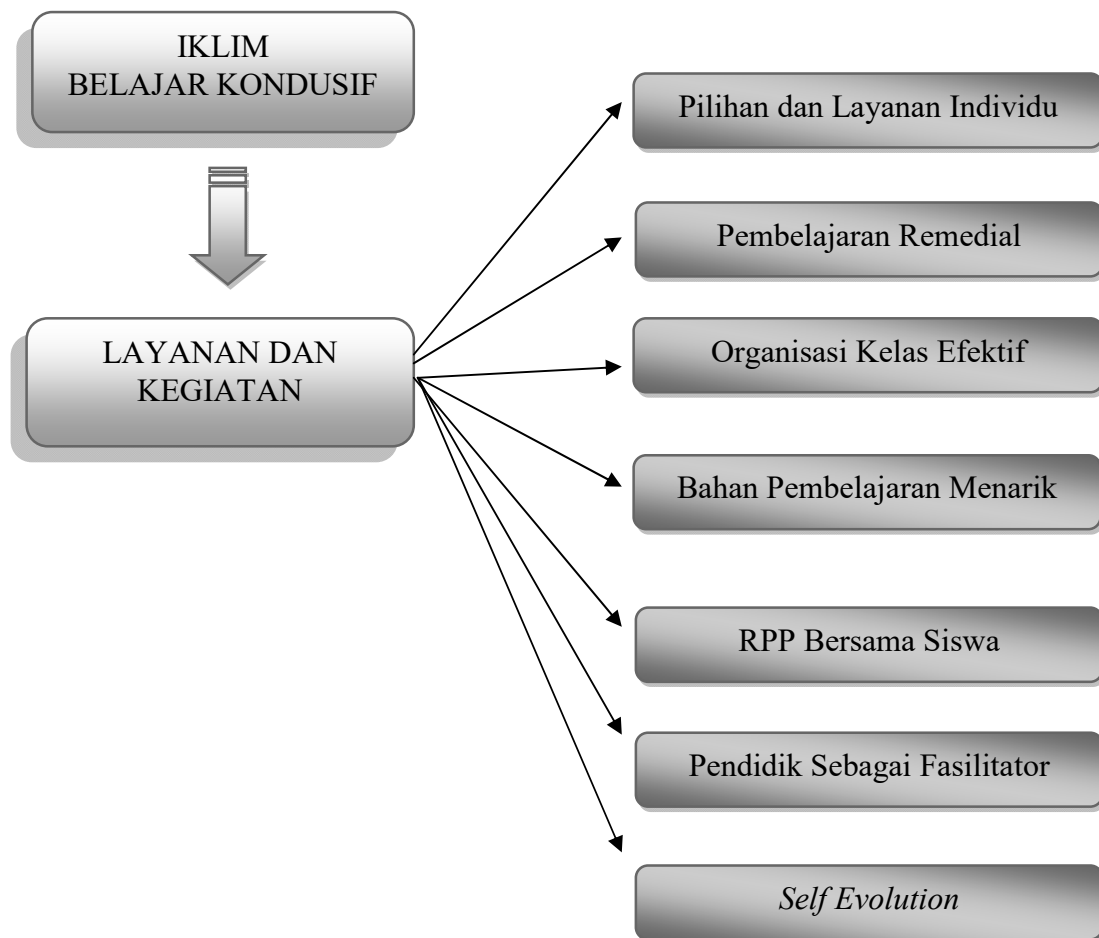 IKLIM
BELAJAR KONDUSIF
Pilihan dan Layanan Individu
Pembelajaran Remedial
LAYANAN DAN
KEGIATAN
Organisasi Kelas Efektif
Bahan Pembelajaran Menarik
RPP Bersama Siswa
Pendidik Sebagai Fasilitator
Self Evolution